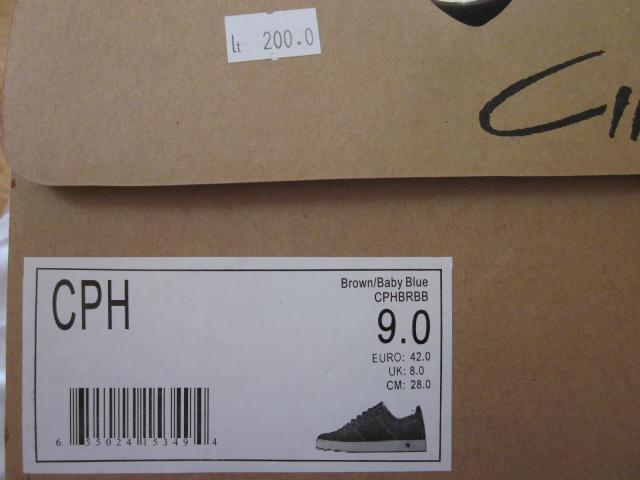 Lt 200.0
CPH
Brown/Baby Blue
CPHBRBB
9.0
EURO: 42.0
UK: 8.0
CM: 28.0
6 55024 15349 4